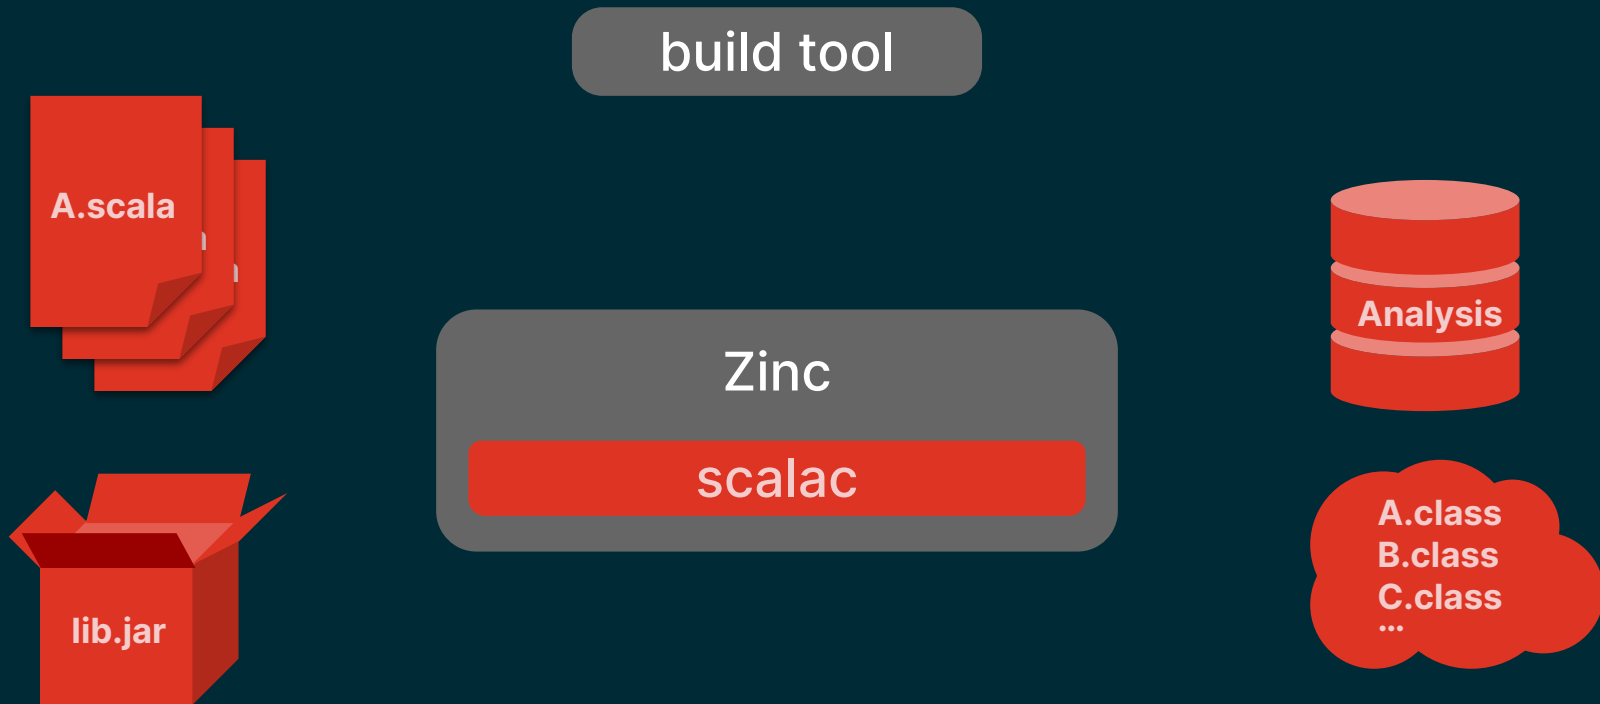 build tool
A.scala
Analysis
Zinc
scalac
lib.jar
A.class
B.class
C.class
...